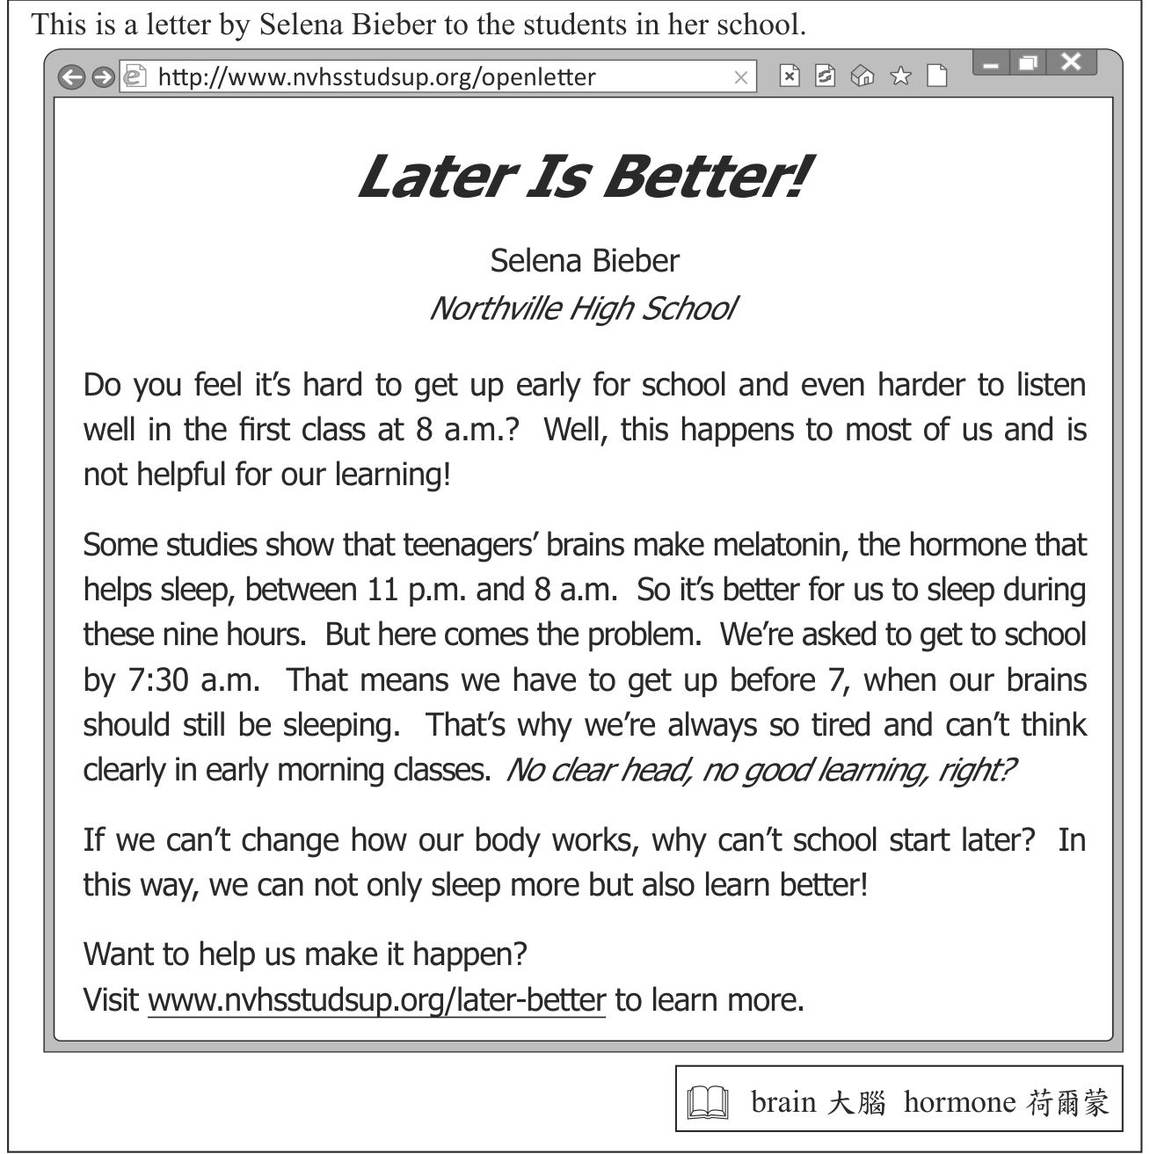 This is a letter by Selena Bieber to the students in her school.
http://www.nvhsstudsup.org/openletter
Later Is Better!
Selena Bieber
Northville High School
Do you feel it's hard to get up early for school and even harder to listen
well in the first class at 8 a.m.? Well, this happens to most of us and is
not helpful for our learning!
Some studies show that teenagers' brains make melatonin, the hormone that
helps sleep, between 11 p.m. and 8 a.m. So it's better for us to sleep during
these nine hours. But here comes the problem. We're asked to get to school
by 7:30 a.m. That means we have to get up before 7, when our brains
should still be sleeping. That's why we're always so tired and can't think
clearly in early morning classes. No clear head, no good learning, right?
If we can't change how our body works, why can't school start later? In
this way, we can not only sleep more but also learn better!
Want to help us make it happen?
Visit www.nvhsstudsup.org/later-better to learn more.
brain 大腦 hormone 荷爾蒙